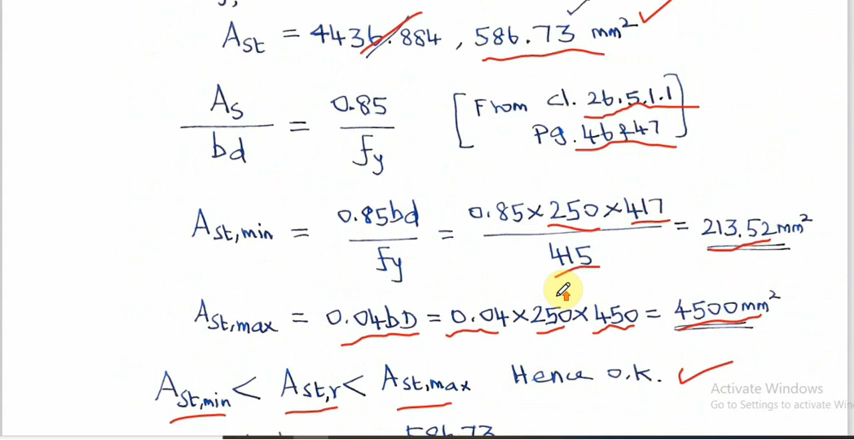 Ast = 4436.884 , 586.73 mm²
As/bd = 0.85/fy [From cl. 26.5.1.1 Pg. 46 & 47]
Ast,min = 0.85bd/fy = 0.85×250×417/415 = 213.52mm²
Ast,max = 0.04bD = 0.04×250×450 = 4500mm²
Ast,min < Ast,r < Ast,max Hence o.k.
Activate Windows
Go to Settings to activate Win